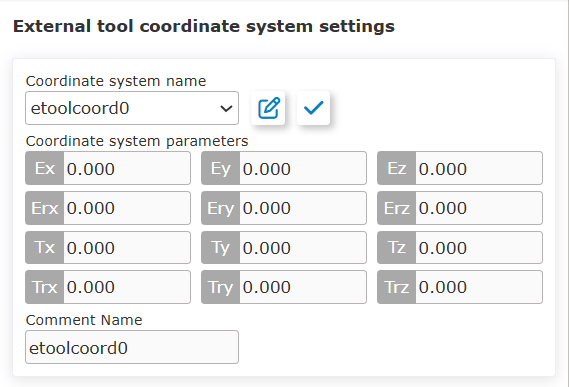 External tool coordinate system settings
Coordinate system name
etoolcoord0
Coordinate system parameters
Ex 0.000 Ey 0.000 Ez 0.000
Erx 0.000 Ery 0.000 Erz 0.000
Tx 0.000 Ty 0.000 Tz 0.000
Trx 0.000 Try 0.000 Trz 0.000
Comment Name
etoolcoord0